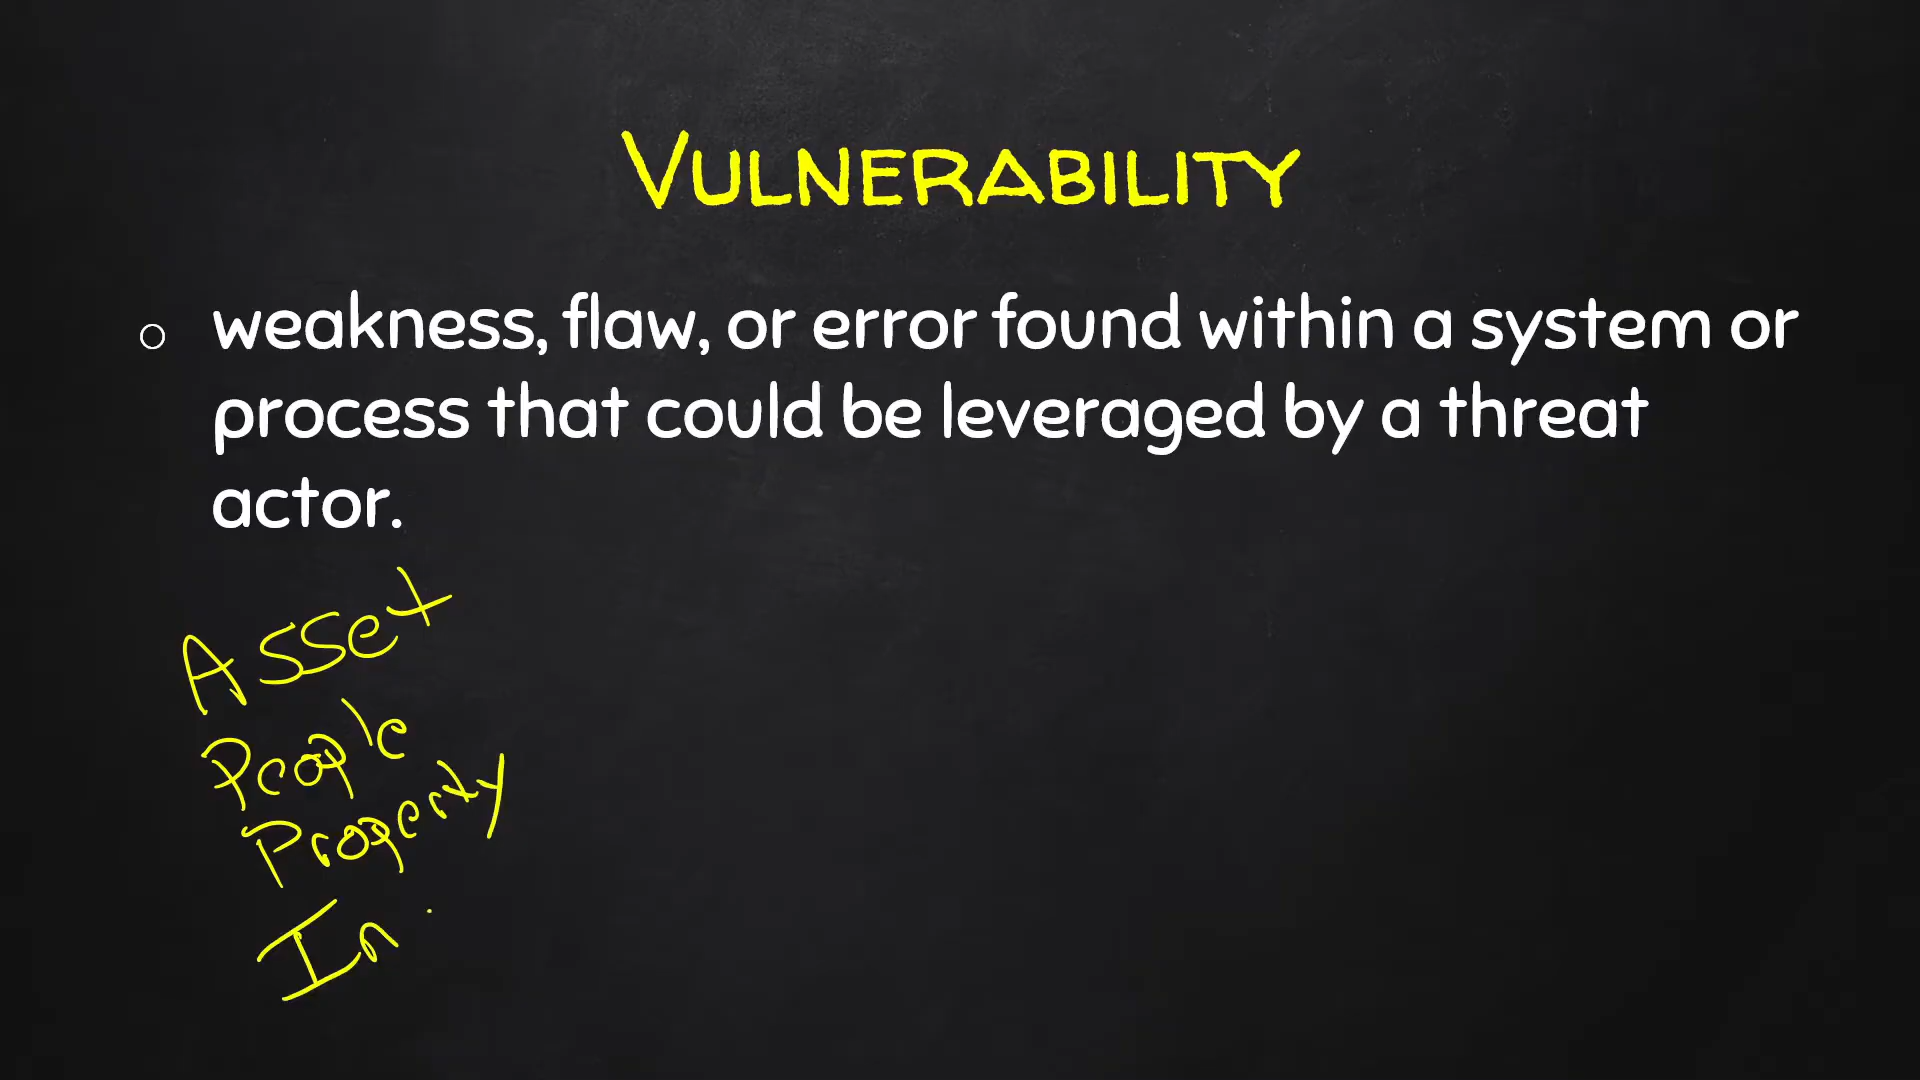 VULNERABILITY
○ weakness, flaw, or error found within a system or
process that could be leveraged by a threat
actor.
Asset
People
Property
In